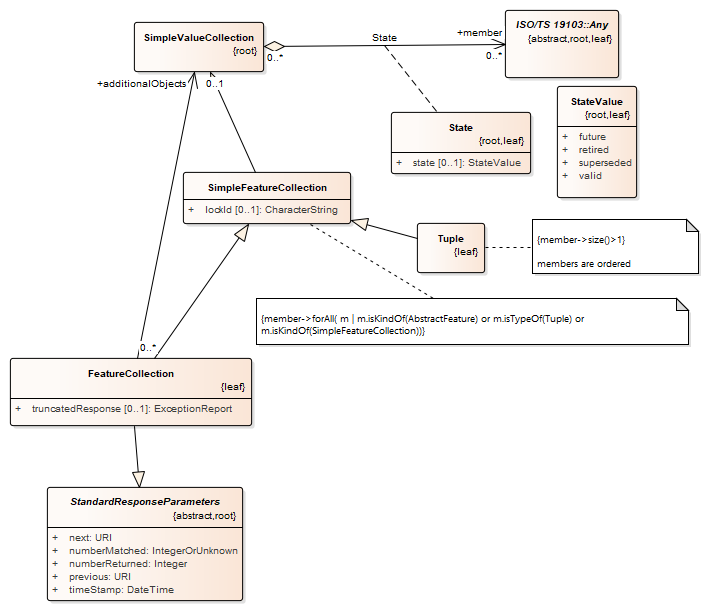 SimpleValueCollection
{root}
0..*
State
+member
0..*
ISO/TS 19103::Any
{abstract,root,leaf}
+additionalObjects
0..1
State
{root,leaf}
+ state [0..1]: StateValue
StateValue
{root,leaf}
+ future
+ retired
+ superseded
+ valid
SimpleFeatureCollection
+ lockId [0..1]: CharacterString
Tuple
{leaf}
{member->size()>1}
members are ordered
{member->forAll( m | m.isKindOf(AbstractFeature) or m.isTypeOf(Tuple) or
m.isKindOf(SimpleFeatureCollection))}
0..*
FeatureCollection
{leaf}
+ truncatedResponse [0..1]: ExceptionReport
StandardResponseParameters
{abstract,root}
+ next: URI
+ numberMatched: IntegerOrUnknown
+ numberReturned: Integer
+ previous: URI
+ timeStamp: DateTime